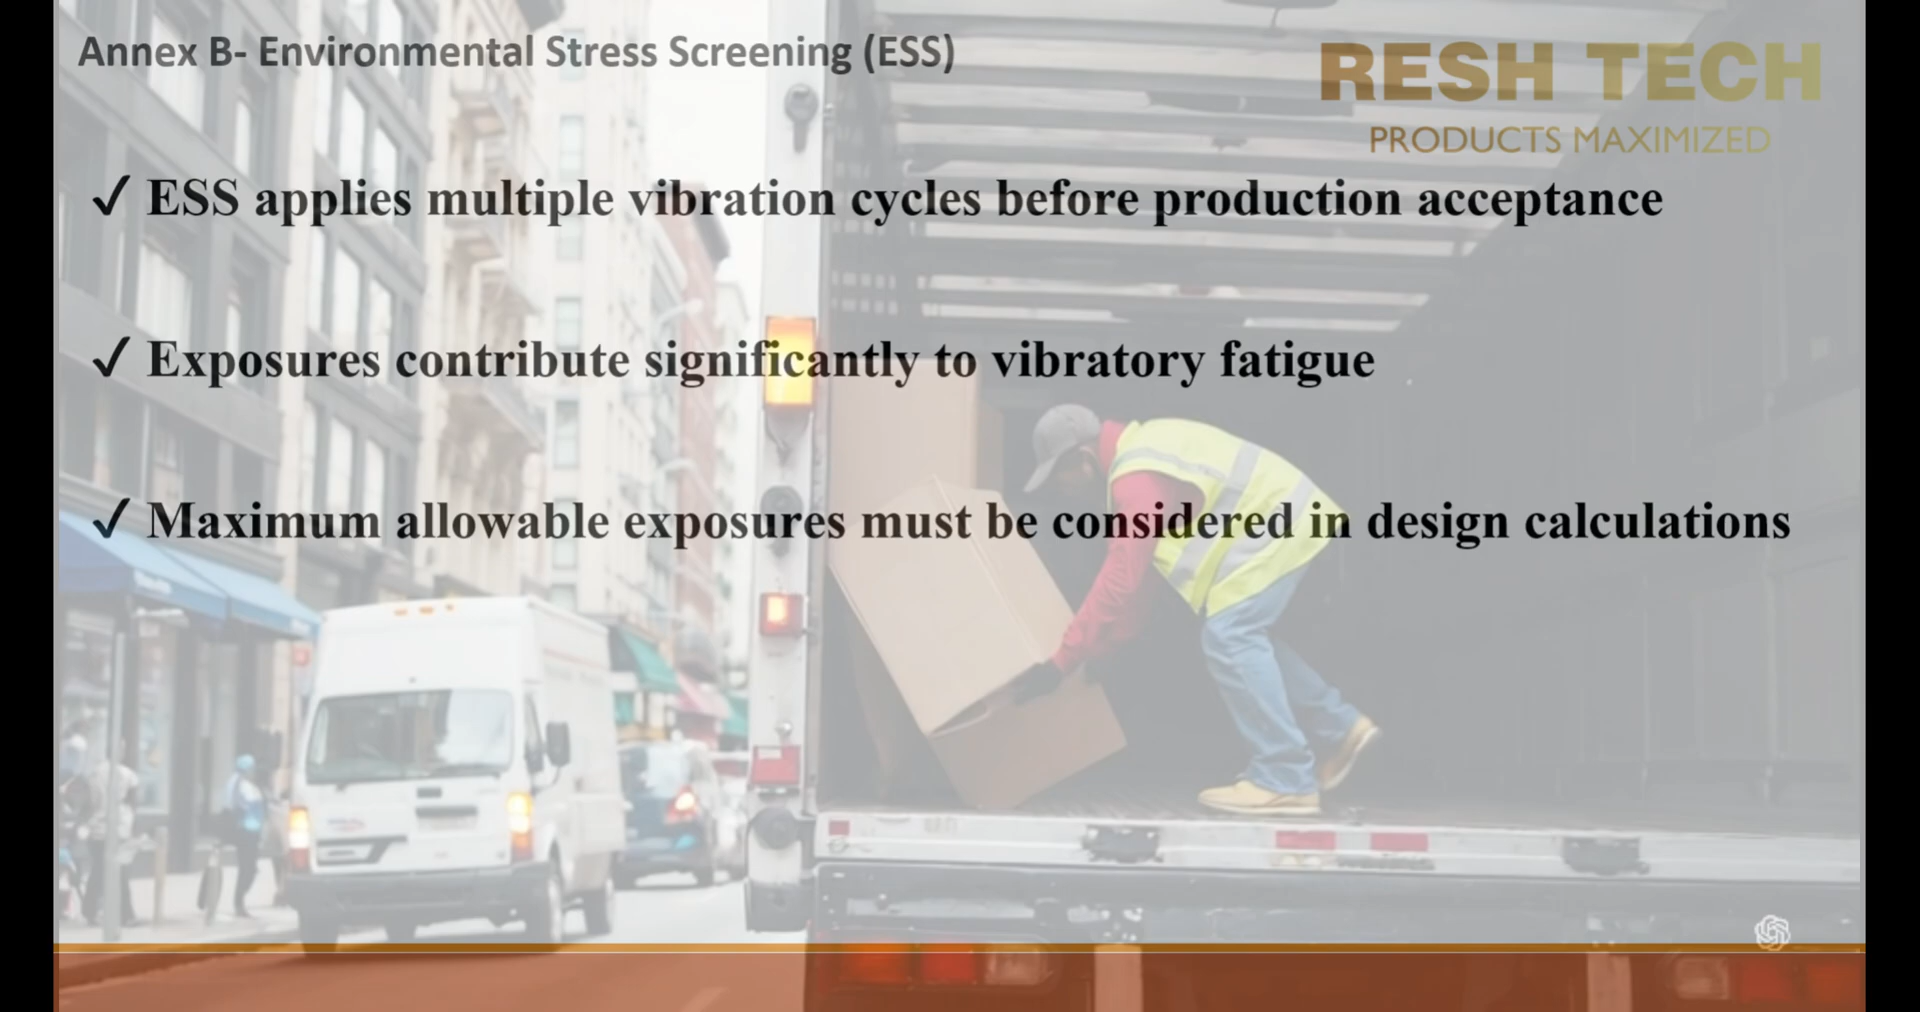 Annex B- Environmental Stress Screening (ESS)
RESH TECH
PRODUCTS MAXIMIZED
✓ ESS applies multiple vibration cycles before production acceptance
✓ Exposures contribute significantly to vibratory fatigue
✓ Maximum allowable exposures must be considered in design calculations